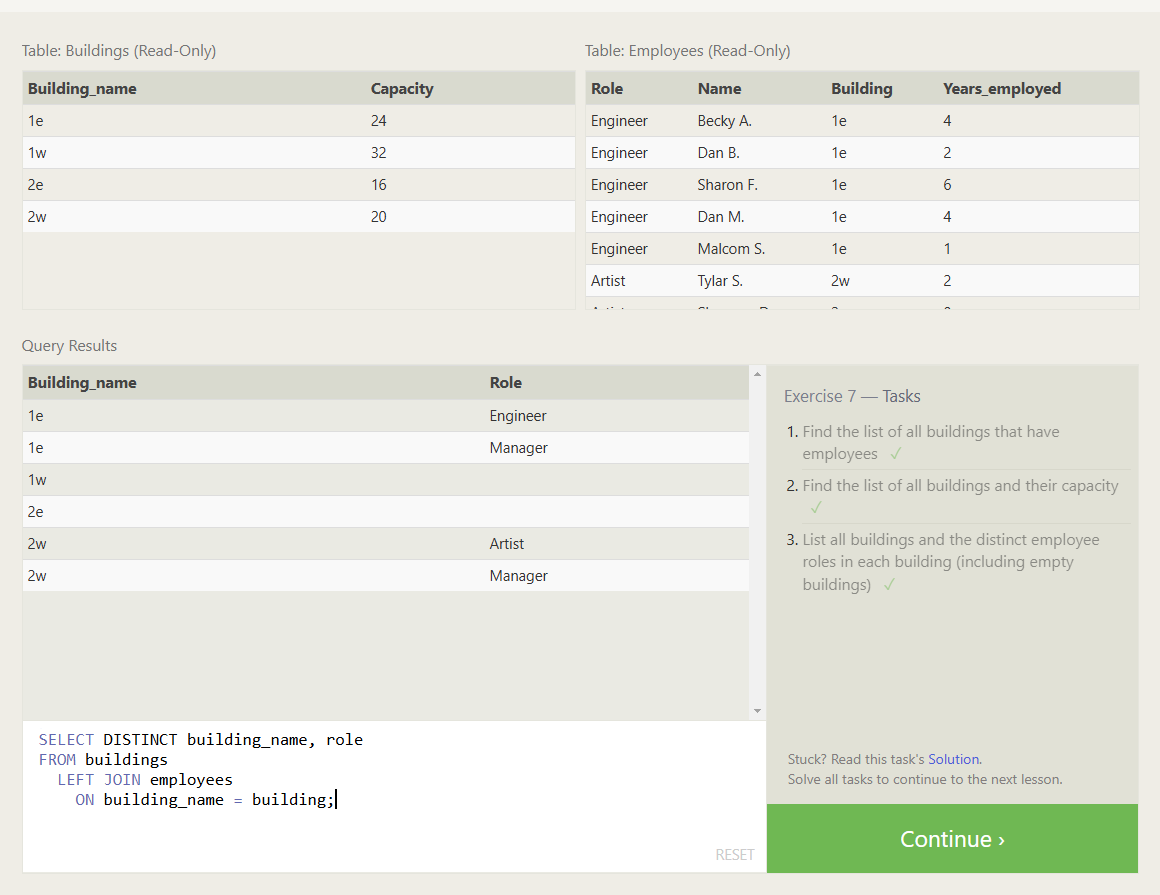 Table: Buildings (Read-Only)
Building_name Capacity
1e 24
1w 32
2e 16
2w 20
Table: Employees (Read-Only)
Role Name Building Years_employed
Engineer Becky A. 1e 4
Engineer Dan B. 1e 2
Engineer Sharon F. 1e 6
Engineer Dan M. 1e 4
Engineer Malcom S. 1e 1
Artist Tylar S. 2w 2
Query Results
Building_name Role
1e Engineer
1e Manager
1w
2e
2w Artist
2w Manager
SELECT DISTINCT building_name, role
FROM buildings
LEFT JOIN employees
ON building_name = building;
RESET
Exercise 7 — Tasks
1. Find the list of all buildings that have
employees ✓
2. Find the list of all buildings and their capacity
✓
3. List all buildings and the distinct employee
roles in each building (including empty
buildings) ✓
Stuck? Read this task's Solution.
Solve all tasks to continue to the next lesson.
Continue ›